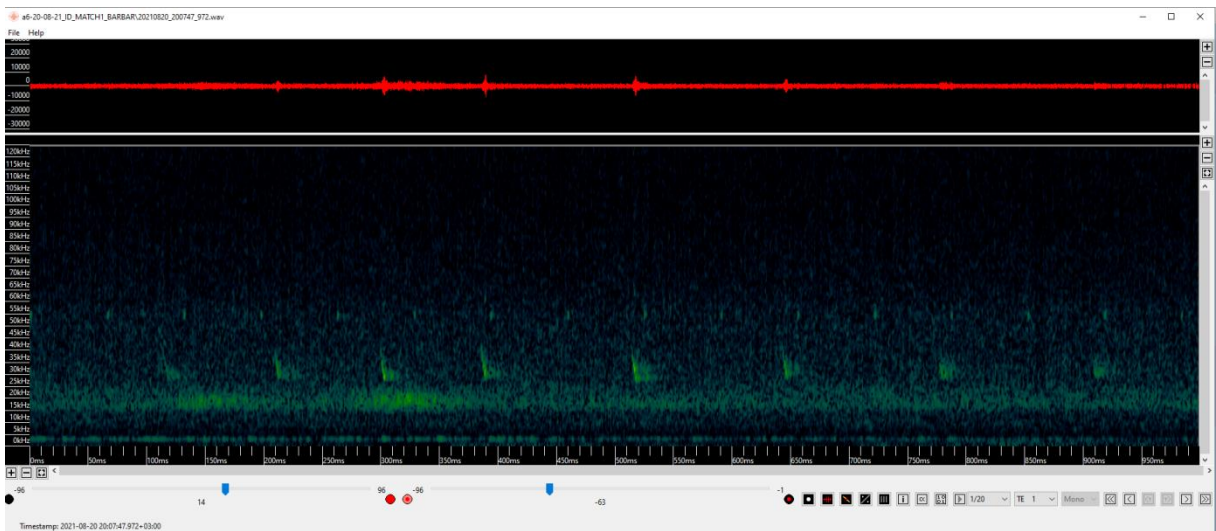 a6-20-08-21_ID_MATCH1_BARBAR\20210820_200747_972.wav
File Help
20000
10000
0
-10000
-20000
-30000
120kHz
115kHz
110kHz
105kHz
100kHz
95kHz
90kHz
85kHz
80kHz
75kHz
70kHz
65kHz
60kHz
55kHz
50kHz
45kHz
40kHz
35kHz
30kHz
25kHz
20kHz
15kHz
10kHz
5kHz
0kHz
0ms 50ms 100ms 150ms 200ms 250ms 300ms 350ms 400ms 450ms 500ms 550ms 600ms 650ms 700ms 750ms 800ms 850ms 900ms 950ms
-96 96 -96 -1
14 -63
1/20 TE 1 Mono
Timestamp: 2021-08-20 20:07:47.972+03:00